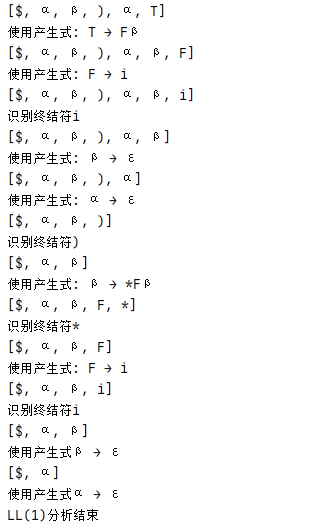 [$, α, β, ), α, T]
使用产生式: T → Fβ
[$, α, β, ), α, β, F]
使用产生式: F → i
[$, α, β, ), α, β, i]
识别终结符i
[$, α, β, ), α, β]
使用产生式: β → ε
[$, α, β, ), α]
使用产生式: α → ε
[$, α, β, )]
识别终结符)
[$, α, β]
使用产生式: β → *Fβ
[$, α, β, F, *]
识别终结符*
[$, α, β, F]
使用产生式: F → i
[$, α, β, i]
识别终结符i
[$, α, β]
使用产生式β → ε
[$, α]
使用产生式α → ε
LL(1)分析结束